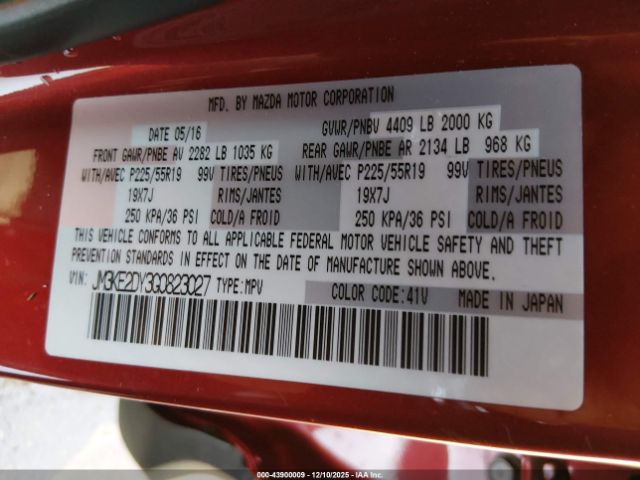 MFD. BY MAZDA MOTOR CORPORATION
DATE 05/16 GVWR/PNBV 4409 LB 2000 KG
FRONT GAWR/PNBE AV 2282 LB 1035 KG REAR GAWR/PNBE AR 2134 LB 968 KG
WITH/AVEC P225/55R19 99V TIRES/PNEUS WITH/AVEC P225/55R19 99V TIRES/PNEUS
19X7J RIMS/JANTES 19X7J RIMS/JANTES
250 KPA/36 PSI COLD/A FROID 250 KPA/36 PSI COLD/A FROID
THIS VEHICLE CONFORMS TO ALL APPLICABLE FEDERAL MOTOR VEHICLE SAFETY AND THEFT
PREVENTION STANDARDS IN EFFECT ON THE DATE OF MANUFACTURE SHOWN ABOVE.
VIN: JM3KE2DY3G0823027 TYPE:MPV COLOR CODE:41V MADE IN JAPAN
000-43900009 - 12/10/2025 - IAAI.COM